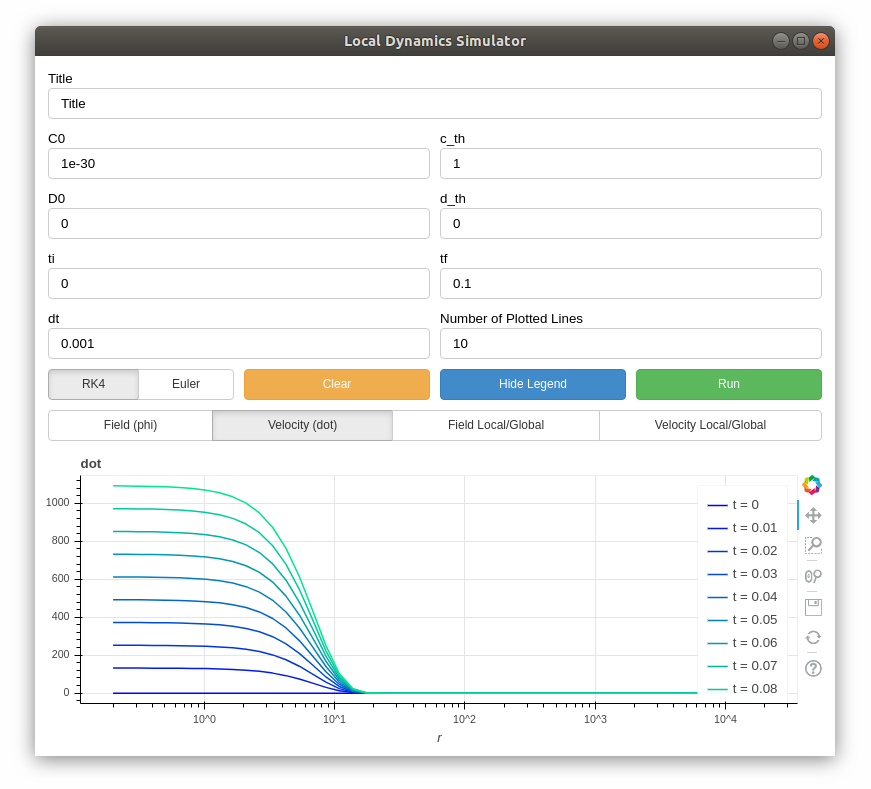 Local Dynamics Simulator
Title
Title
C0 c_th
1e-30 1
D0 d_th
0 0
ti tf
0 0.1
dt Number of Plotted Lines
0.001 10
RK4 Euler Clear Hide Legend Run
Field (phi) Velocity (dot) Field Local/Global Velocity Local/Global
dot
1000
800
600
400
200
0
t = 0
t = 0.01
t = 0.02
t = 0.03
t = 0.04
t = 0.05
t = 0.06
t = 0.07
t = 0.08
10^0 10^1 10^2 10^3 10^4
r